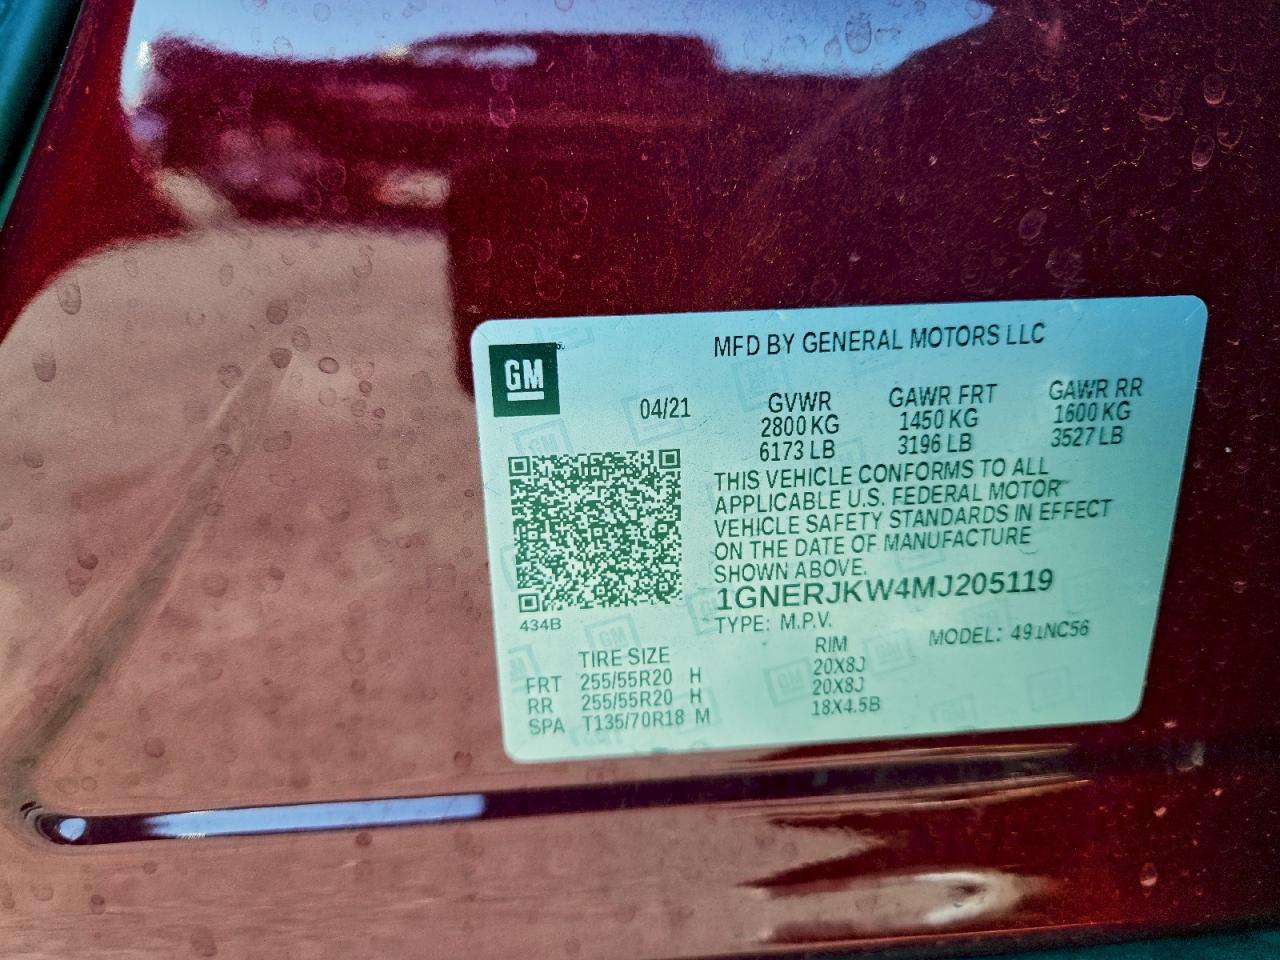 GM
MFD BY GENERAL MOTORS LLC
04/21
GVWR GAWR FRT GAWR RR
2800 KG 1450 KG 1600 KG
6173 LB 3196 LB 3527 LB
THIS VEHICLE CONFORMS TO ALL
APPLICABLE U.S. FEDERAL MOTOR
VEHICLE SAFETY STANDARDS IN EFFECT
ON THE DATE OF MANUFACTURE
SHOWN ABOVE.
1GNERJKW4MJ205119
434B
TYPE: M.P.V. MODEL:
TIRE SIZE RIM
FRT 255/55R20 H 20X8J
RR 255/55R20 H 20X8J
SPA T135/70R18 M 18X4.5B